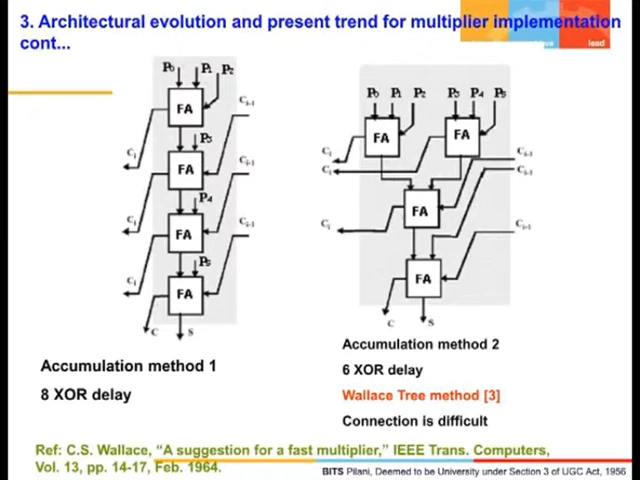 3. Architectural evolution and present trend for multiplier implementation
cont...
lead
P0 P1 P2
FA
Ci-1
P3
Ci
FA
Ci-1
P4
Ci
FA
Ci-1
P5
Ci
FA
C S
P0 P1 P2 P3 P4 P5
FA FA
Ci Ci-1
Ci Ci-1
FA
Ci Ci-1
FA
C S
Accumulation method 1
8 XOR delay
Accumulation method 2
6 XOR delay
Wallace Tree method [3]
Connection is difficult
Ref: C.S. Wallace, “A suggestion for a fast multiplier,” IEEE Trans. Computers,
Vol. 13, pp. 14-17, Feb. 1964.
BITS Pilani, Deemed to be University under Section 3 of UGC Act, 1956